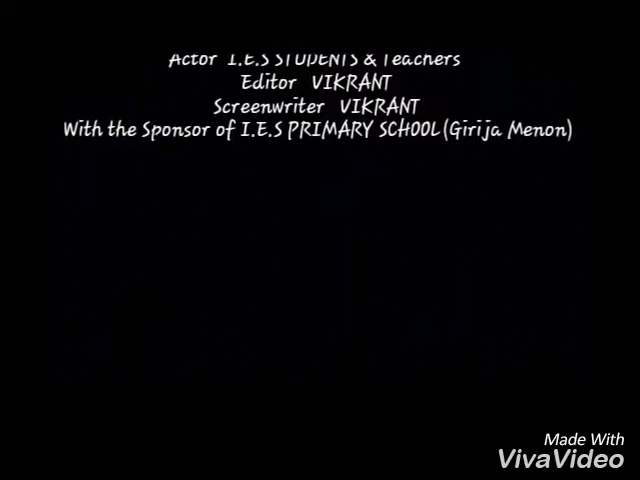 Actor I.E.S STUDENTS & Teachers
Editor VIKRANT
Screenwriter VIKRANT
With the Sponsor of I.E.S PRIMARY SCHOOL(Girija Menon)
Made With
VivaVideo